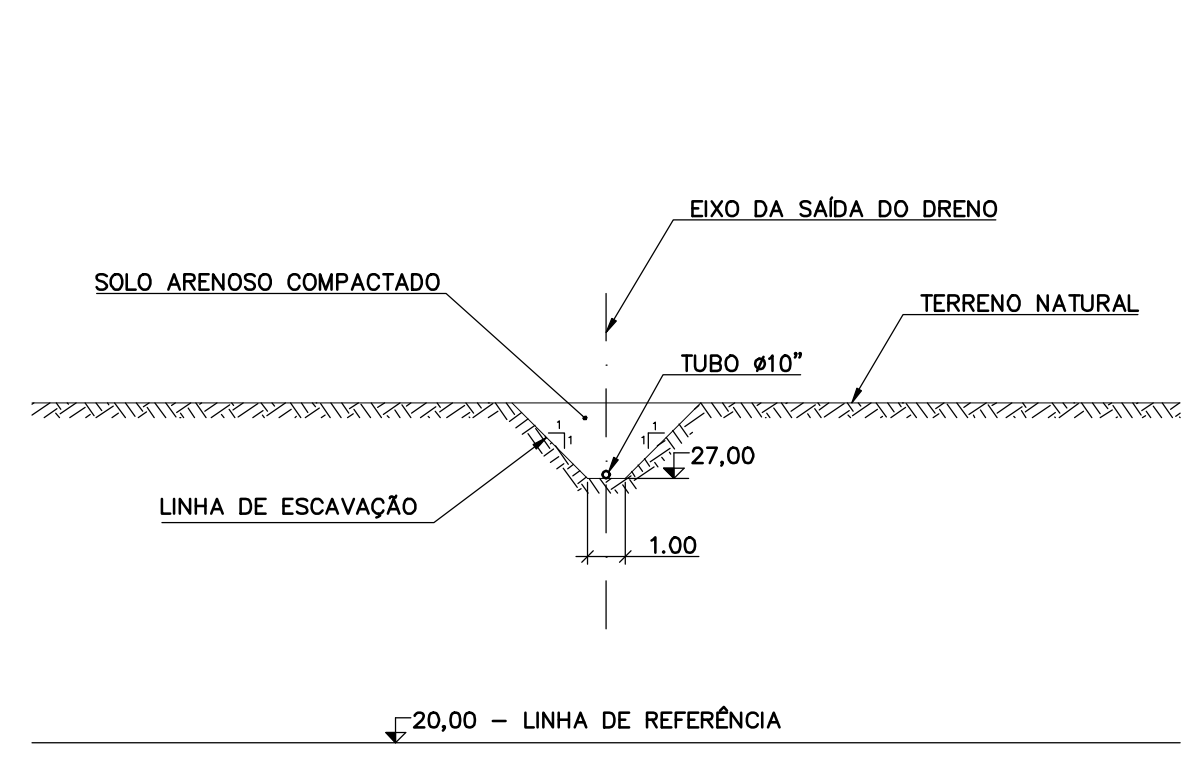 EIXO DA SAÍDA DO DRENO
SOLO ARENOSO COMPACTADO
TERRENO NATURAL
TUBO ø10”
1
1
1
1
27,00
LINHA DE ESCAVAÇÃO
1.00
20,00 – LINHA DE REFERÊNCIA